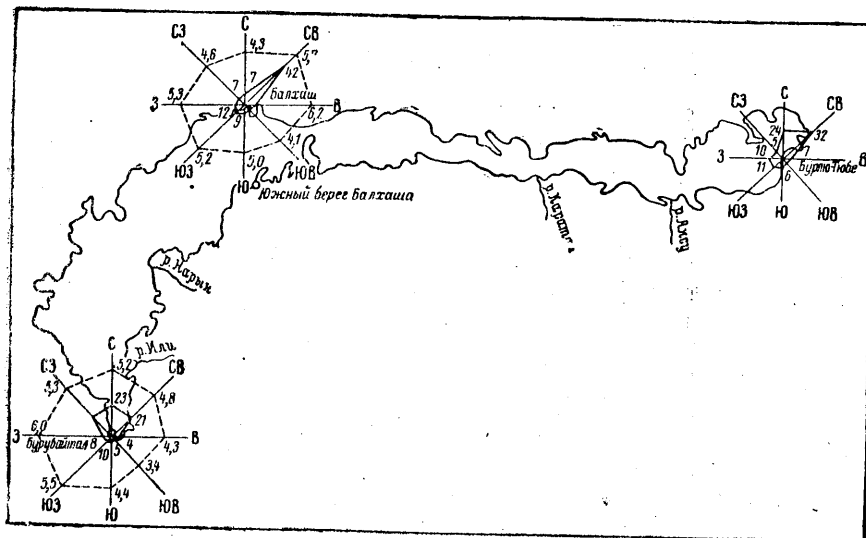 С
СЗ
СВ
4,6
4,3
7
7
42
З
5,3
Балхаш
В
12
9
6,2
4,1
5,2
5,0
ЮЗ
Ю
ЮВ
Южный берег Балхаша
С
СЗ
СВ
24
5
32
10
7
З
В
11
6
Бурлю-Тюбе
ЮЗ
Ю
ЮВ
р. Аксу
р. Нарын
р. Или
С
СЗ
СВ
5,2
5,3
23
4,8
21
З
6,0
Бурубайтал
8
4
В
10
5
4,3
3,4
5,5
4,4
ЮЗ
Ю
ЮВ